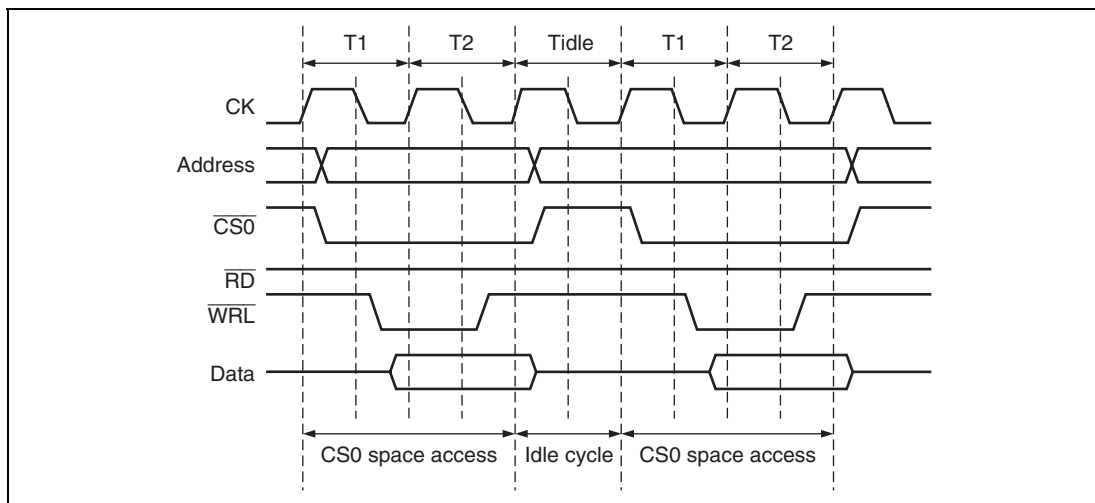 T1 T2 Tidle T1 T2
CK
Address
CS0
RD
WRL
Data
CS0 space access Idle cycle CS0 space access